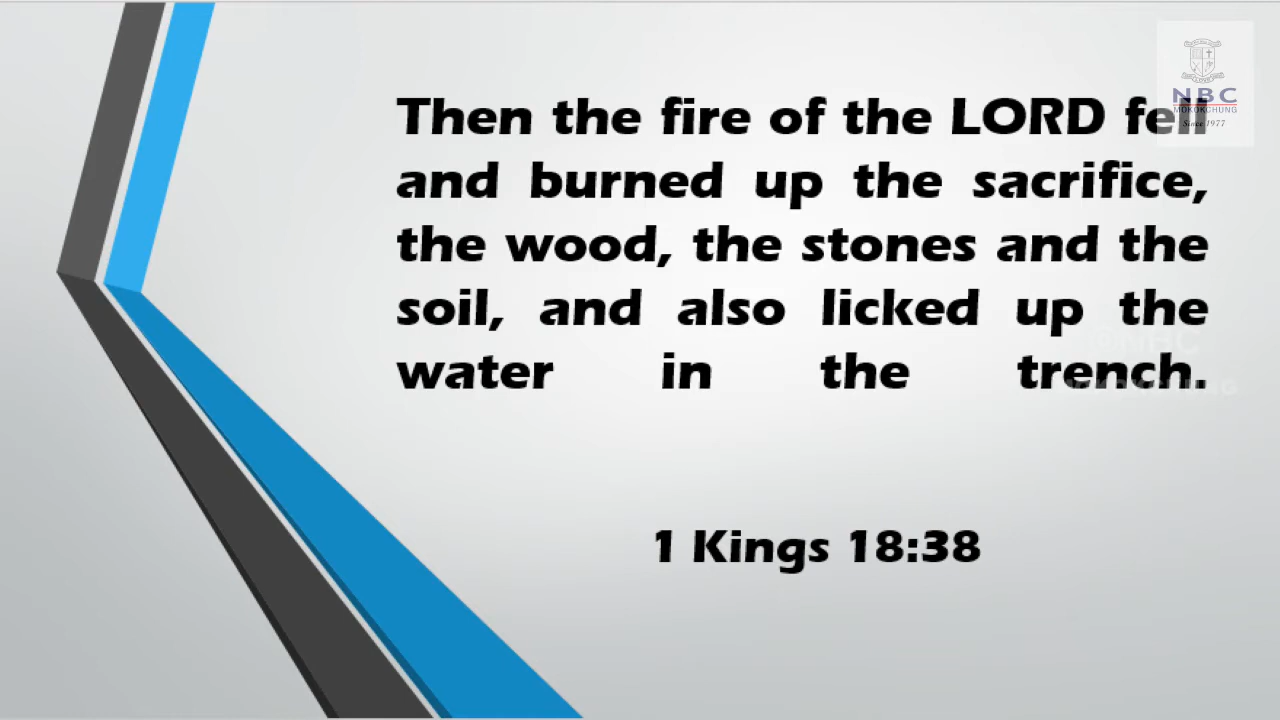 NBC
MOKOKCHUNG
Since 1977
Then the fire of the LORD fell
and burned up the sacrifice,
the wood, the stones and the
soil, and also licked up the
water in the trench.
1 Kings 18:38